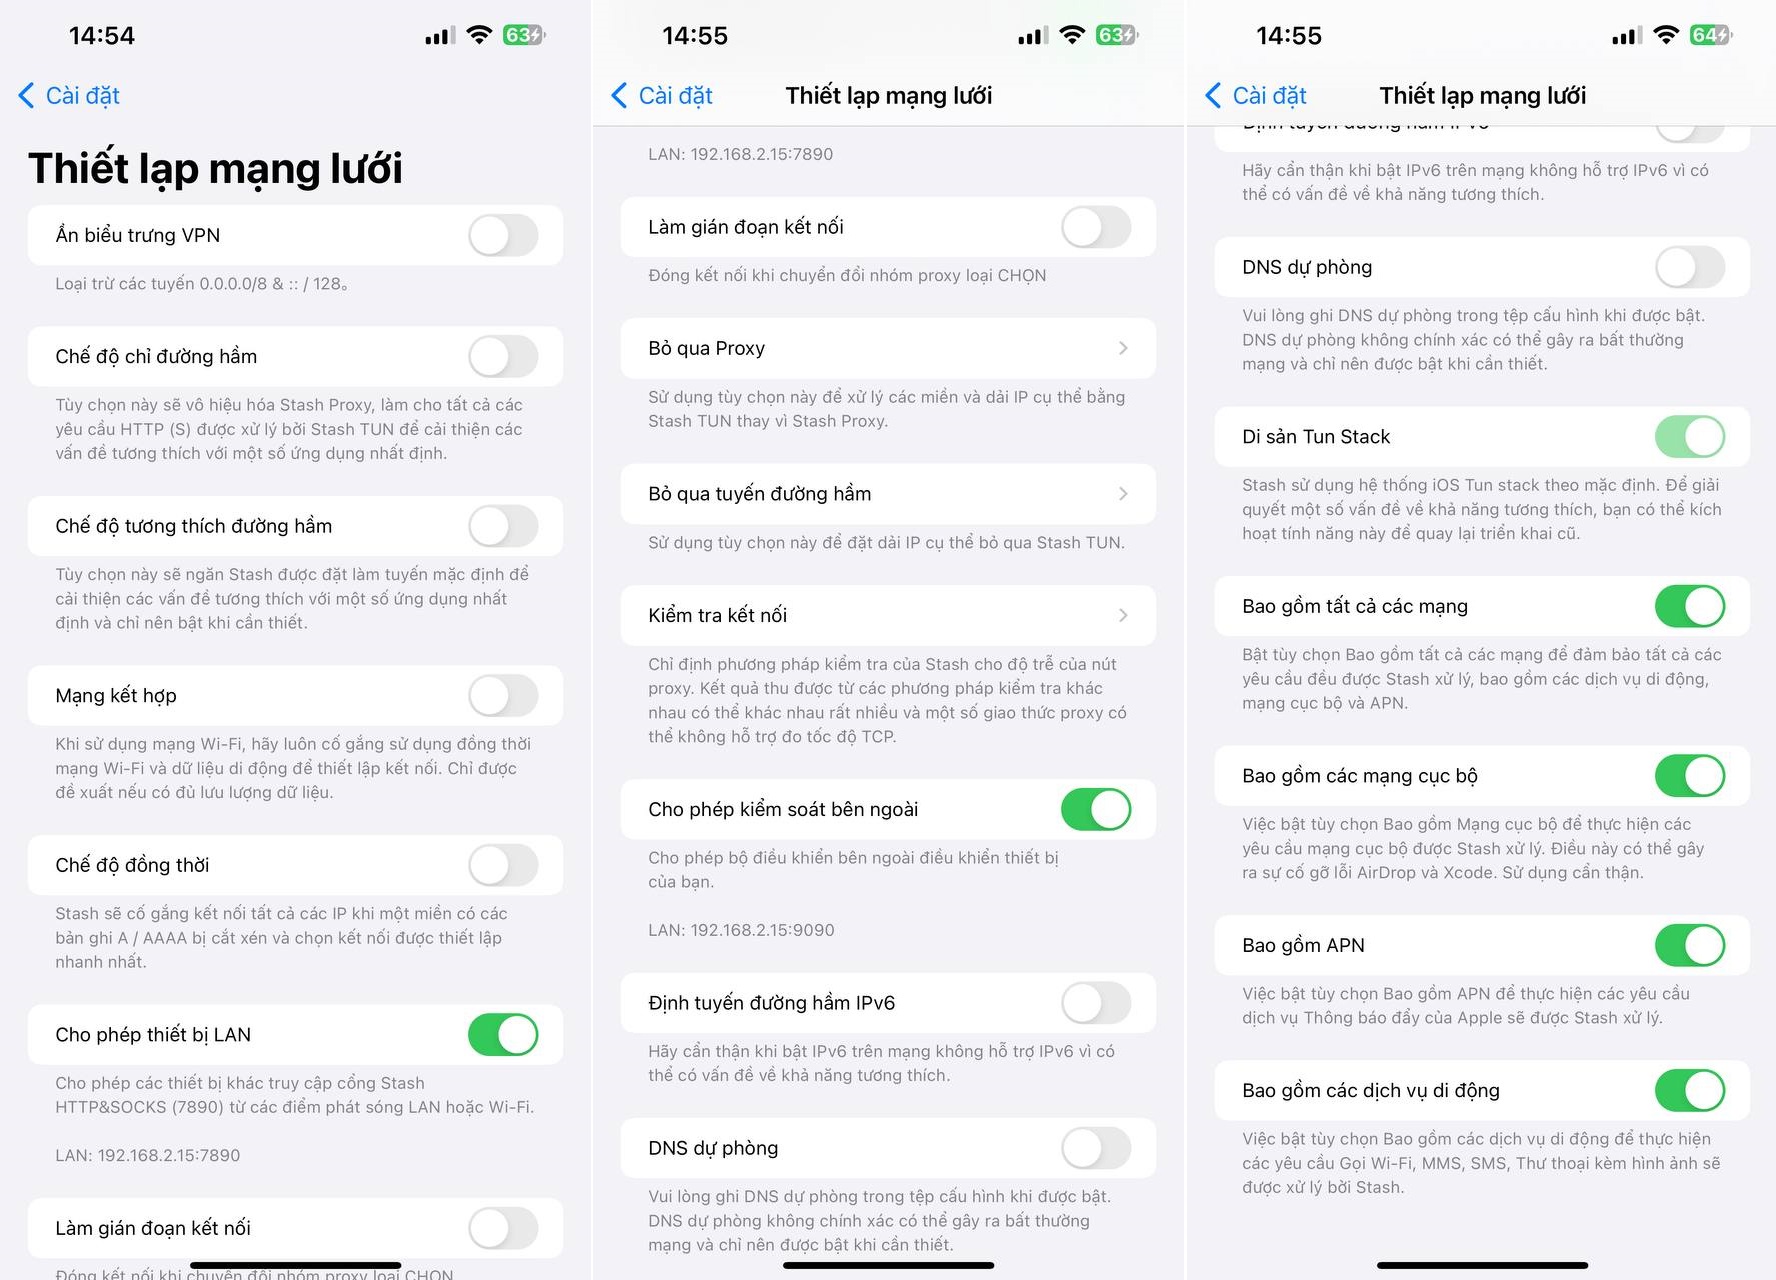 14:54
63
Cài đặt
Thiết lạp mạng lưới
Ẩn biểu trưng VPN
Loại trừ các tuyến 0.0.0.0/8 & :: / 128。
Chế độ chỉ đường hầm
Tùy chọn này sẽ vô hiệu hóa Stash Proxy, làm cho tất cả các
yêu cầu HTTP (S) được xử lý bởi Stash TUN để cải thiện các
vấn đề tương thích với một số ứng dụng nhất định.
Chế độ tương thích đường hầm
Tùy chọn này sẽ ngăn Stash được đặt làm tuyến mặc định để
cải thiện các vấn đề tương thích với một số ứng dụng nhất
định và chỉ nên bật khi cần thiết.
Mạng kết hợp
Khi sử dụng mạng Wi-Fi, hãy luôn cố gắng sử dụng đồng thời
mạng Wi-Fi và dữ liệu di động để thiết lập kết nối. Chỉ được
đề xuất nếu có đủ lưu lượng dữ liệu.
Chế độ đồng thời
Stash sẽ cố gắng kết nối tất cả các IP khi một miền có các
bản ghi A / AAAA bị cắt xén và chọn kết nối được thiết lập
nhanh nhất.
Cho phép thiết bị LAN
Cho phép các thiết bị khác truy cập cổng Stash
HTTP&SOCKS (7890) từ các điểm phát sóng LAN hoặc Wi-Fi.
LAN: 192.168.2.15:7890
Làm gián đoạn kết nối
Đóng kết nối khi chuyển đổi nhóm proxy loại CHỌN
14:55
63
Cài đặt
Thiết lạp mạng lưới
LAN: 192.168.2.15:7890
Làm gián đoạn kết nối
Đóng kết nối khi chuyển đổi nhóm proxy loại CHỌN
Bỏ qua Proxy
Sử dụng tùy chọn này để xử lý các miền và dải IP cụ thể bằng
Stash TUN thay vì Stash Proxy.
Bỏ qua tuyến đường hầm
Sử dụng tùy chọn này để đặt dải IP cụ thể bỏ qua Stash TUN.
Kiểm tra kết nối
Chỉ định phương pháp kiểm tra của Stash cho độ trễ của nút
proxy. Kết quả thu được từ các phương pháp kiểm tra khác
nhau có thể khác nhau rất nhiều và một số giao thức proxy có
thể không hỗ trợ đo tốc độ TCP.
Cho phép kiểm soát bên ngoài
Cho phép bộ điều khiển bên ngoài điều khiển thiết bị
của bạn.
LAN: 192.168.2.15:9090
Định tuyến đường hầm IPv6
Hãy cẩn thận khi bật IPv6 trên mạng không hỗ trợ IPv6 vì có
thể có vấn đề về khả năng tương thích.
DNS dự phòng
Vui lòng ghi DNS dự phòng trong tệp cấu hình khi được bật.
DNS dự phòng không chính xác có thể gây ra bất thường
mạng và chỉ nên được bật khi cần thiết.
14:55
64
Cài đặt
Thiết lạp mạng lưới
Định tuyến đường hầm IPv6
Hãy cẩn thận khi bật IPv6 trên mạng không hỗ trợ IPv6 vì có
thể có vấn đề về khả năng tương thích.
DNS dự phòng
Vui lòng ghi DNS dự phòng trong tệp cấu hình khi được bật.
DNS dự phòng không chính xác có thể gây ra bất thường
mạng và chỉ nên được bật khi cần thiết.
Di sản Tun Stack
Stash sử dụng hệ thống iOS Tun stack theo mặc định. Để giải
quyết một số vấn đề về khả năng tương thích, bạn có thể kích
hoạt tính năng này để quay lại triển khai cũ.
Bao gồm tất cả các mạng
Bật tùy chọn Bao gồm tất cả các mạng để đảm bảo tất cả các
yêu cầu đều được Stash xử lý, bao gồm các dịch vụ di động,
mạng cục bộ và APN.
Bao gồm các mạng cục bộ
Việc bật tùy chọn Bao gồm Mạng cục bộ để thực hiện các
yêu cầu mạng cục bộ được Stash xử lý. Điều này có thể gây
ra sự cố gỡ lỗi AirDrop và Xcode. Sử dụng cẩn thận.
Bao gồm APN
Việc bật tùy chọn Bao gồm APN để thực hiện các yêu cầu
dịch vụ Thông báo đẩy của Apple sẽ được Stash xử lý.
Bao gồm các dịch vụ di động
Việc bật tùy chọn Bao gồm các dịch vụ di động để thực hiện
các yêu cầu Gọi Wi-Fi, MMS, SMS, Thư thoại kèm hình ảnh sẽ
được xử lý bởi Stash.